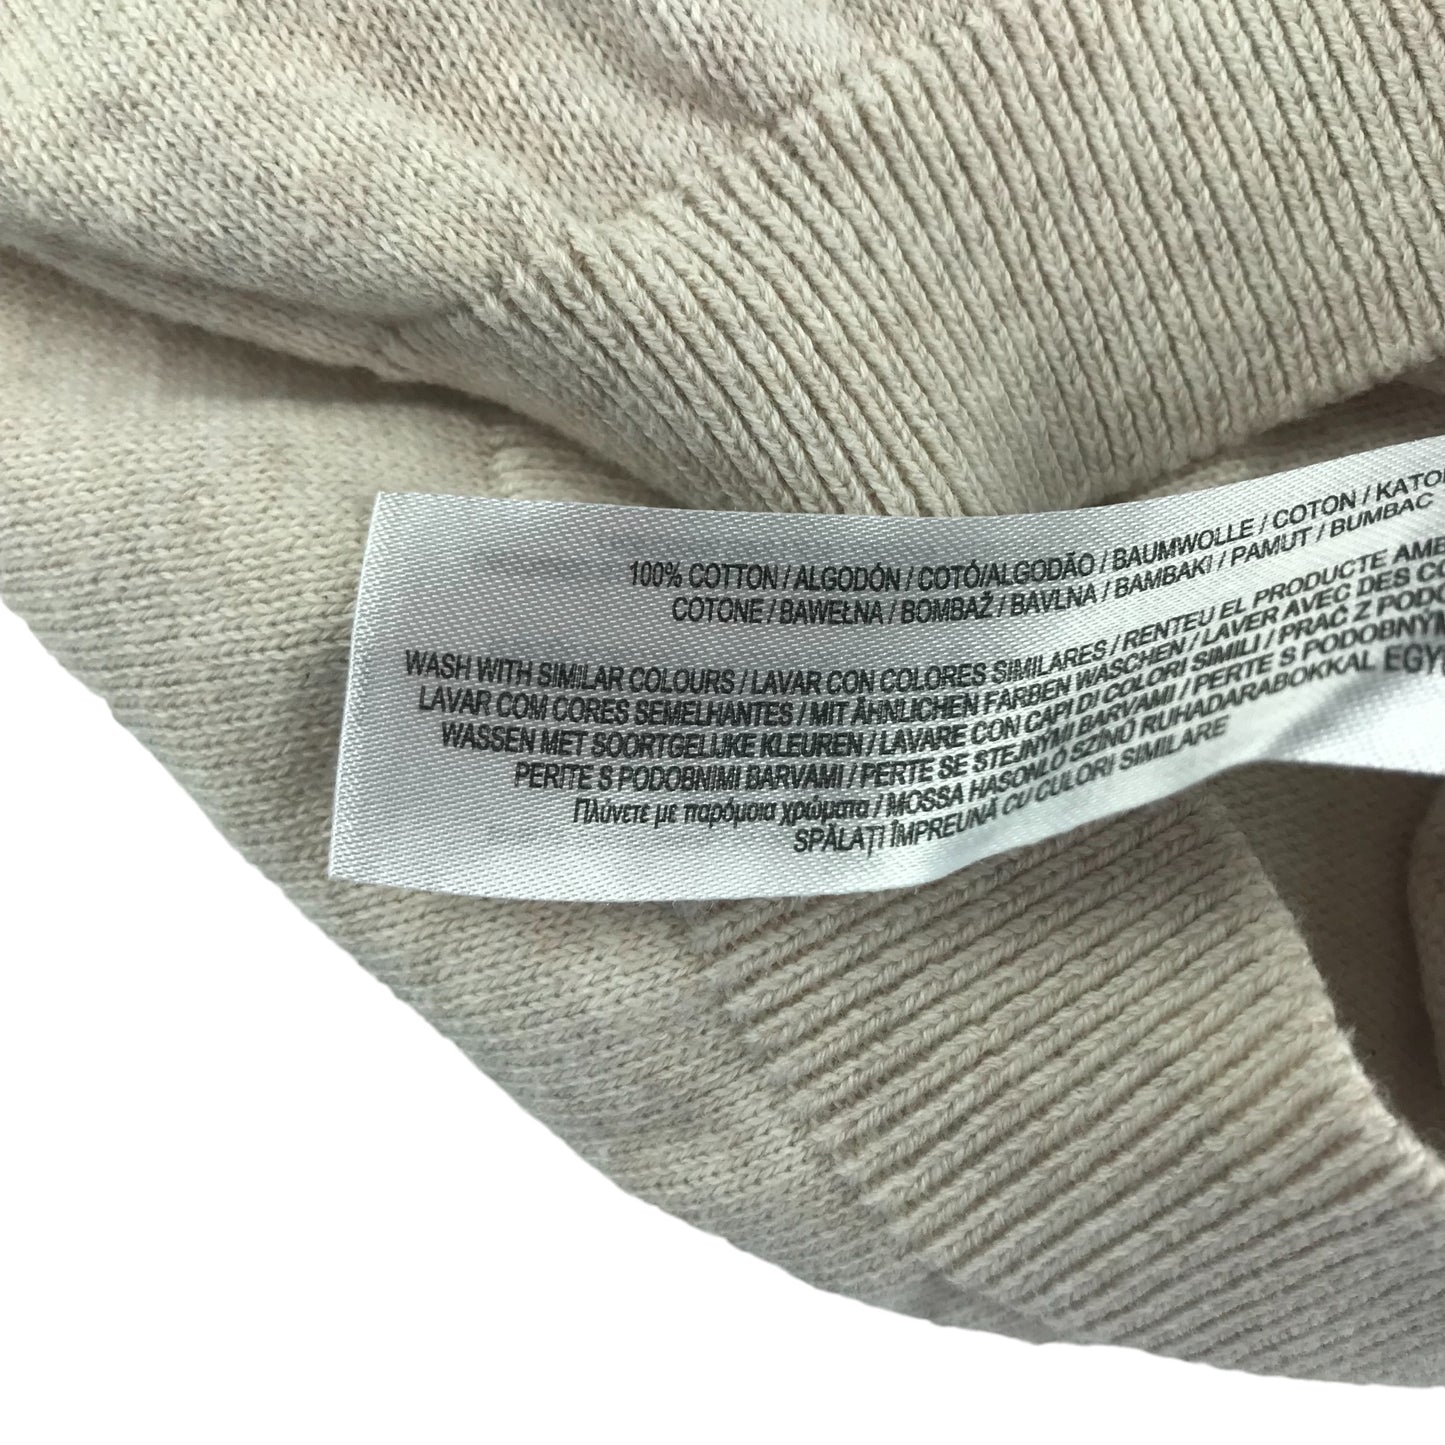 100% COTTON / ALGODÓN / COTÓ/ALGODÃO / BAUMWOLLE / COTON / KATO
COTONE / BAWEŁNA / BOMBAŽ / BAVLNA / BAMBAKI / PAMUT / BUMBAC
WASH WITH SIMILAR COLOURS / LAVAR CON COLORES SIMILARES / RENTEU EL PRODUCTE AMB
LAVAR COM CORES SEMELHANTES / MIT ÄHNLICHEN FARBEN WASCHEN / LAVER AVEC DES CO
WASSEN MET SOORTGELIJKE KLEUREN / LAVARE CON CAPI DI COLORI SIMILI / PRAĆ Z PODO
PERITE S PODOBNIMI BARVAMI / PERTE SE STEJNÝMI BARVAMI / PERTE S PODOBNÝM
Πλύνετε με παρόμοια χρώματα / MOSSA HASONLÓ SZÍNŰ RUHADARABOKKAL EGY
SPĂLAȚI ÎMPREUNĂ CU CULORI SIMILARE